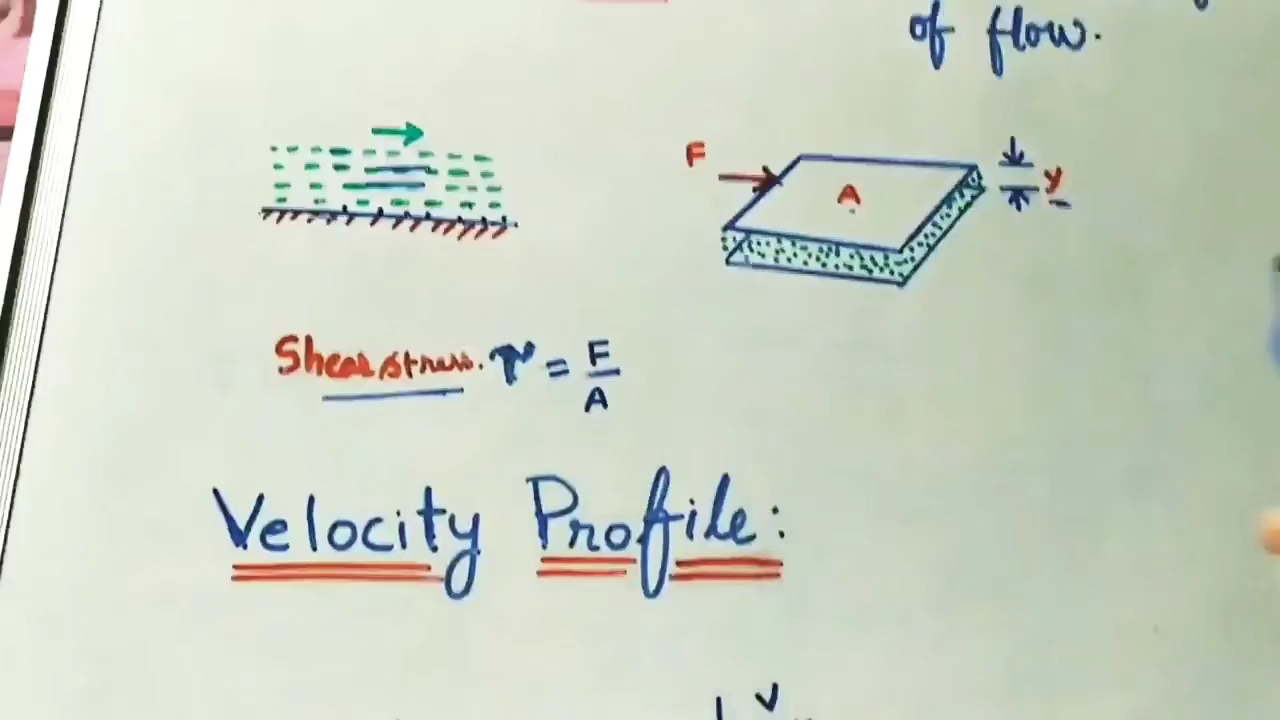 of flow.
F
A
y
Shear stress. τ = F/A
Velocity Profile:
V